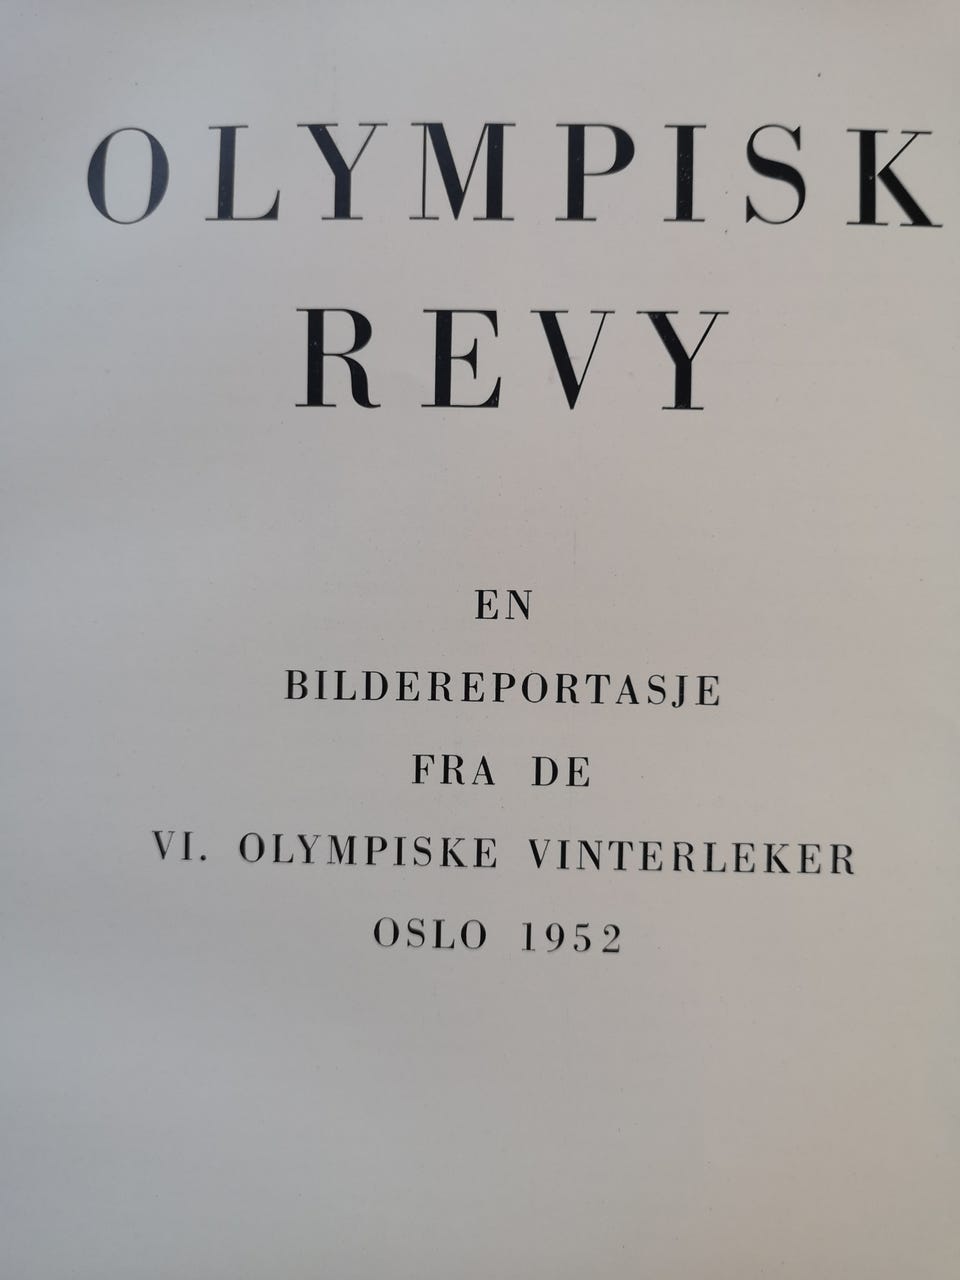 OLYMPISK
REVY
EN
BILDEREPORTASJE
FRA DE
VI. OLYMPISKE VINTERLEKER
OSLO 1952